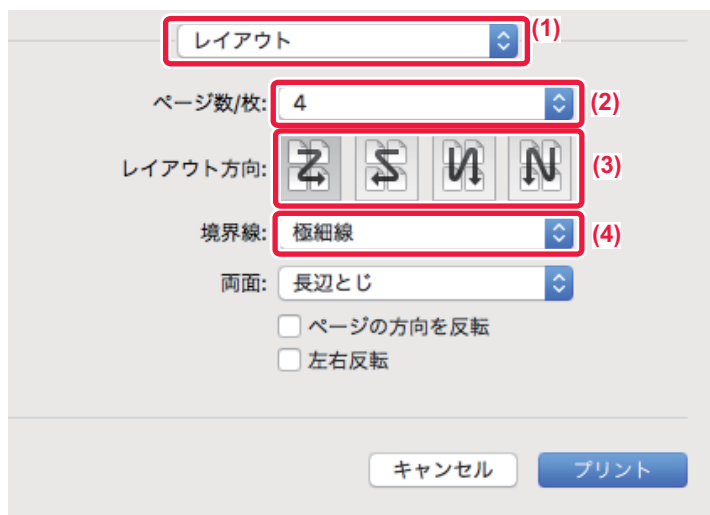 レイアウト (1)
ページ数/枚: 4 (2)
レイアウト方向: (3)
境界線: 極細線 (4)
両面: 長辺とじ
ページの方向を反転
左右反転
キャンセル プリント